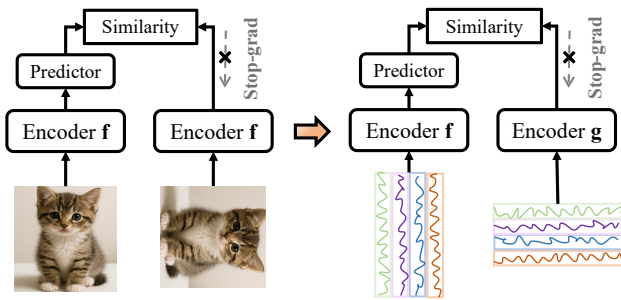 Similarity
Predictor
Stop-grad
Encoder f
Encoder f
Similarity
Predictor
Stop-grad
Encoder f
Encoder g